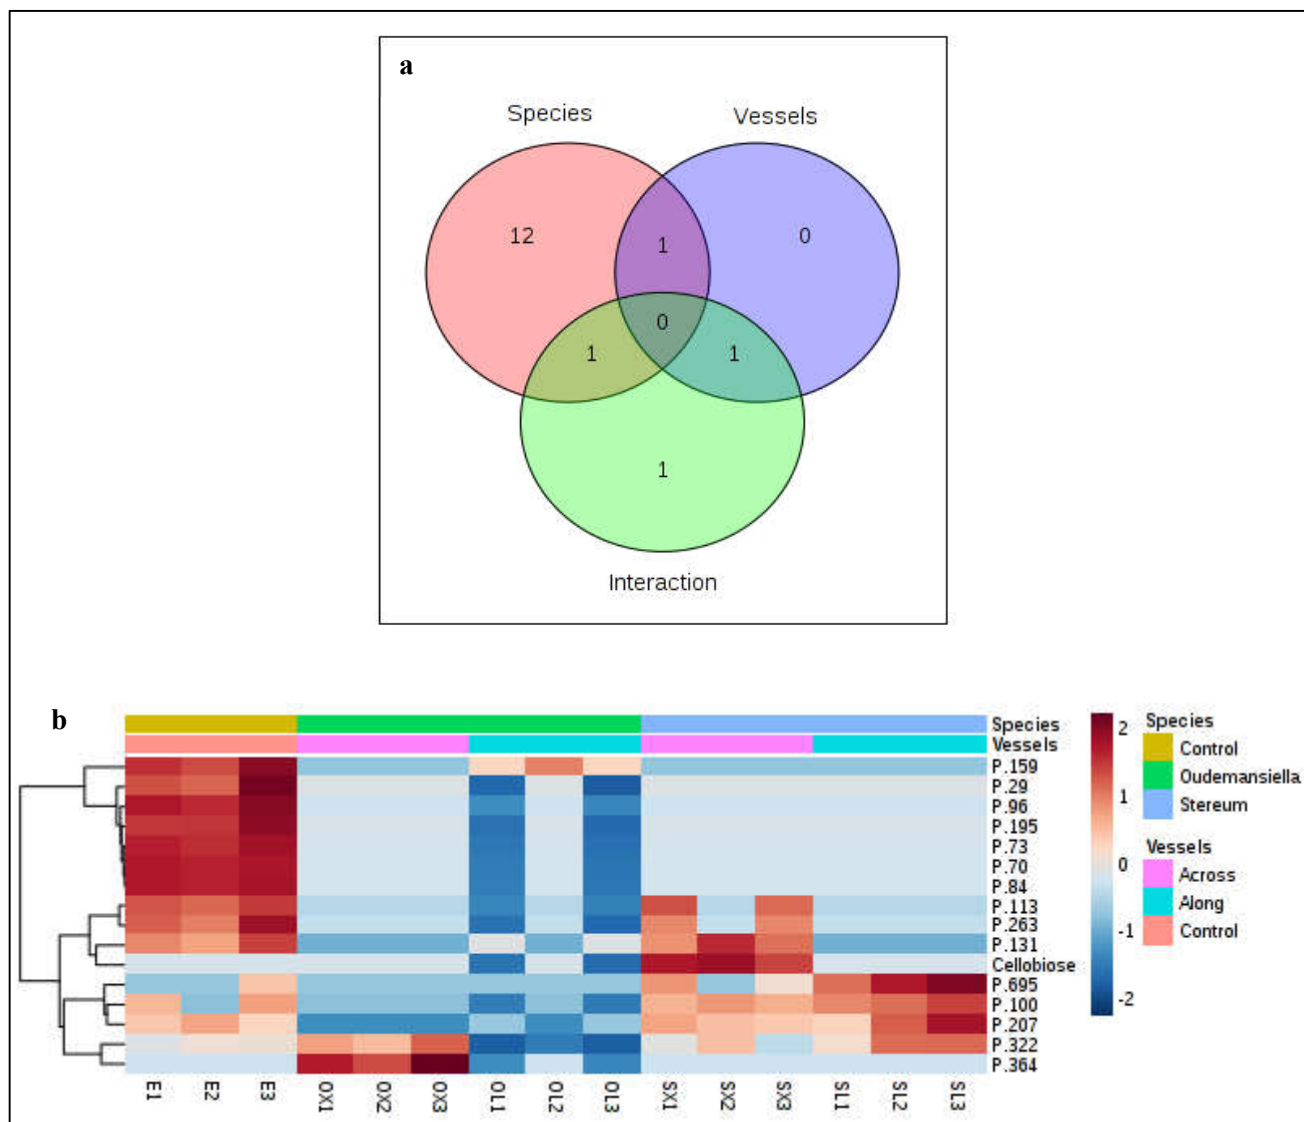 a
Species Vessels
12 1 0
0
1 1
1
Interaction
b
Species
Vessels
P.159
P.29
P.96
P.195
P.73
P.70
P.84
P.113
P.263
P.131
Cellobiose
P.695
P.100
P.207
P.322
P.364
E1 E2 E3 OX1 OX2 OX3 OL1 OL2 OL3 SX1 SX2 SX3 SL1 SL2 SL3
2
1
0
-1
-2
Species
Control
Oudemansiella
Stereum
Vessels
Across
Along
Control